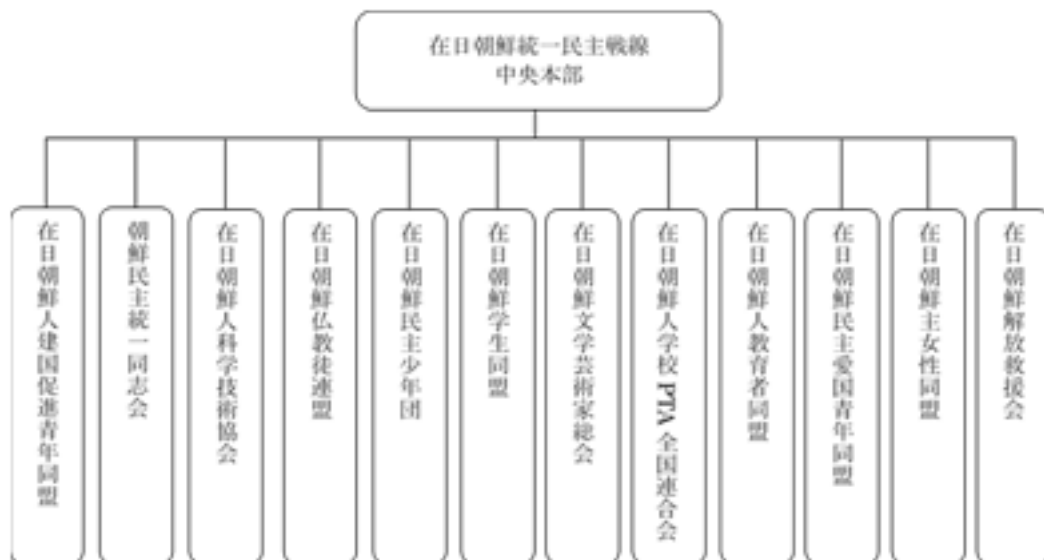 在日朝鮮統一民主戦線
中央本部
在日朝鮮人建国促進青年同盟
朝鮮民主統一同志会
在日朝鮮人科学技術協会
在日朝鮮仏教徒連盟
在日朝鮮民主少年団
在日朝鮮学生同盟
在日朝鮮文学芸術家総会
在日朝鮮人学校 PTA 全国連合会
在日朝鮮人教育者同盟
在日朝鮮民主愛国青年同盟
在日朝鮮主女性同盟
在日朝鮮解放救援会